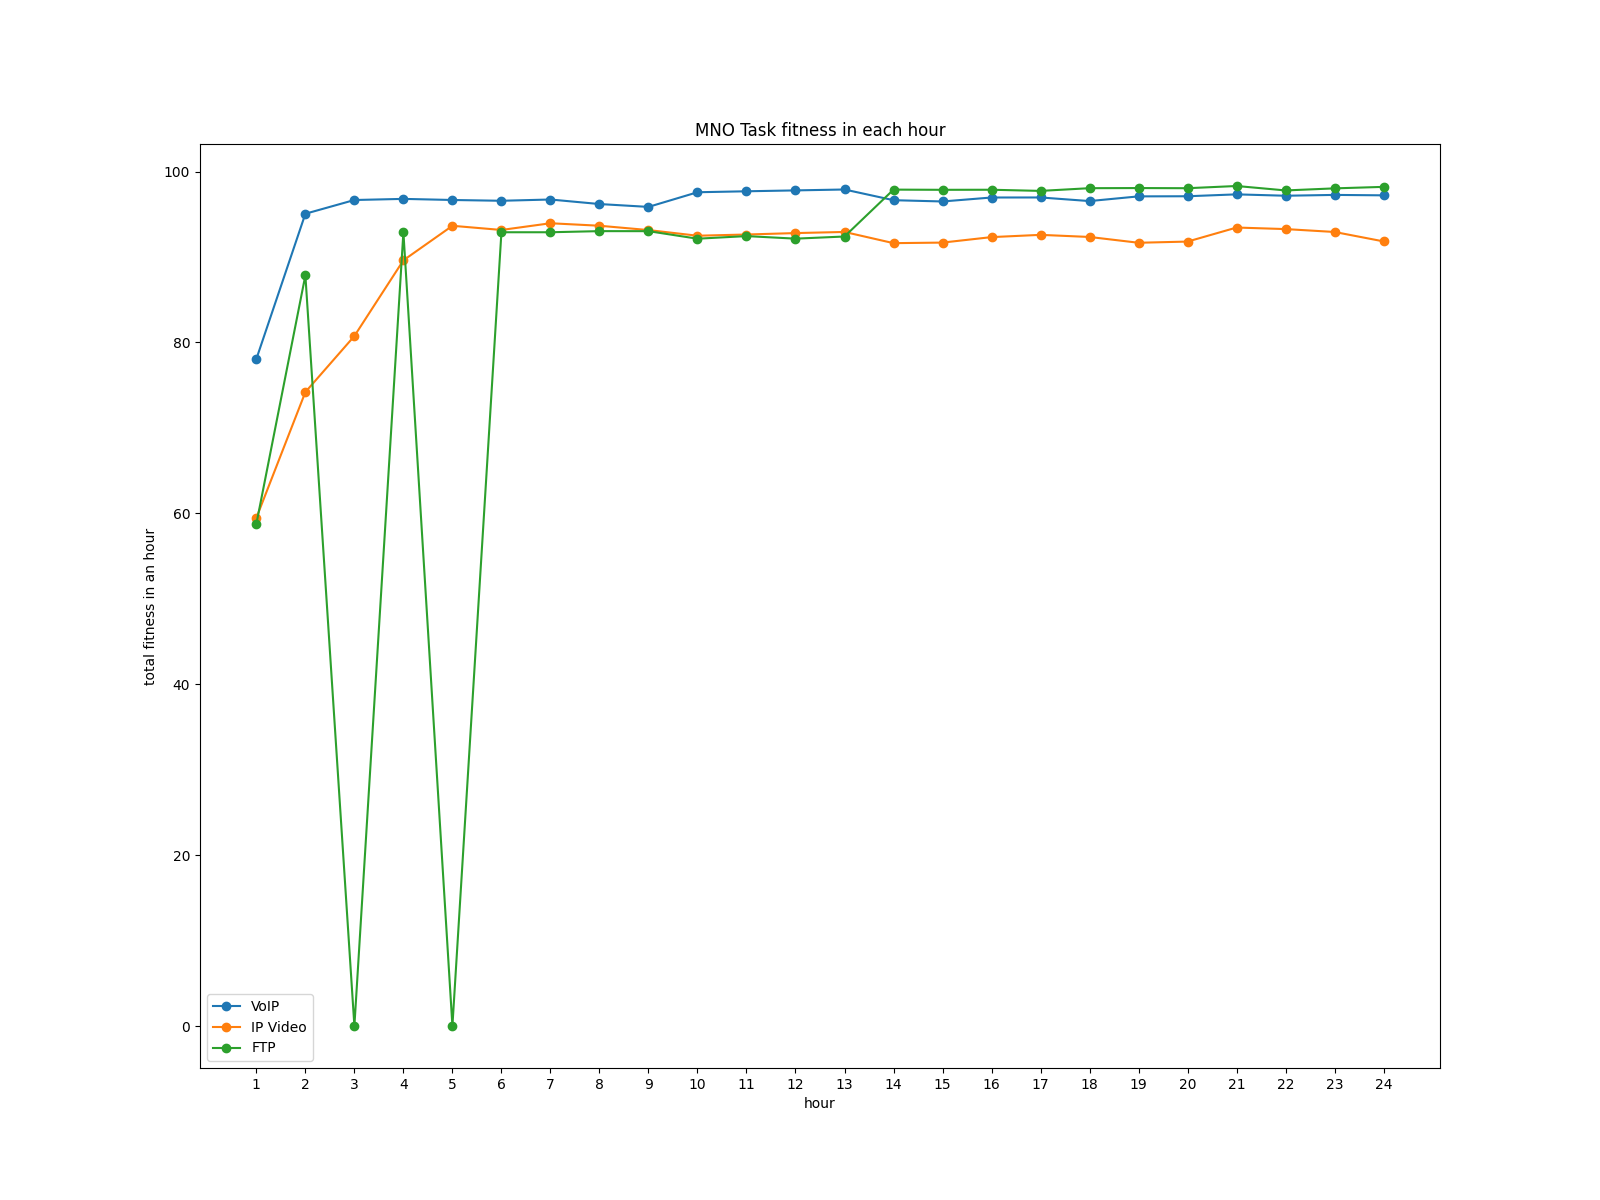 MNO Task fitness in each hour
total fitness in an hour
100
80
60
40
20
0
VoIP
IP Video
FTP
1 2 3 4 5 6 7 8 9 10 11 12 13 14 15 16 17 18 19 20 21 22 23 24
hour